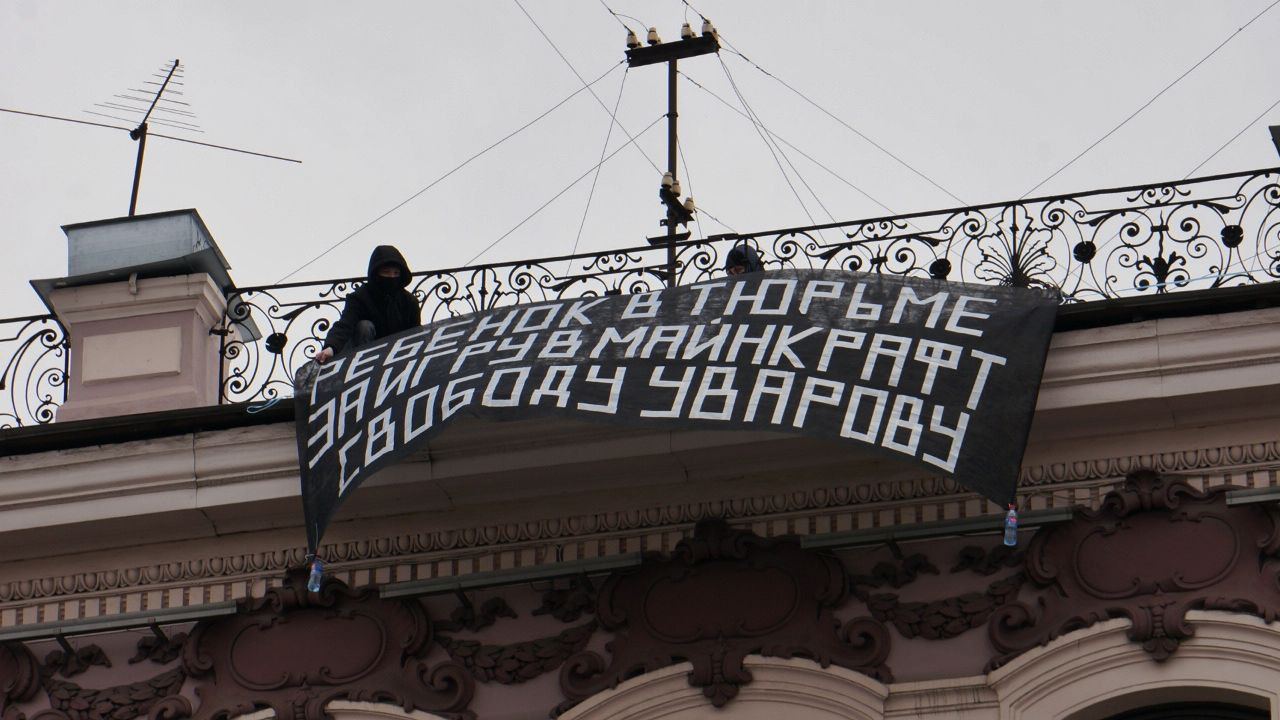 РЕБЕНОК В ТЮРЬМЕ
ЗА ИГРУ В МАЙНКРАФТ
СВОБОДУ УВАРОВУ